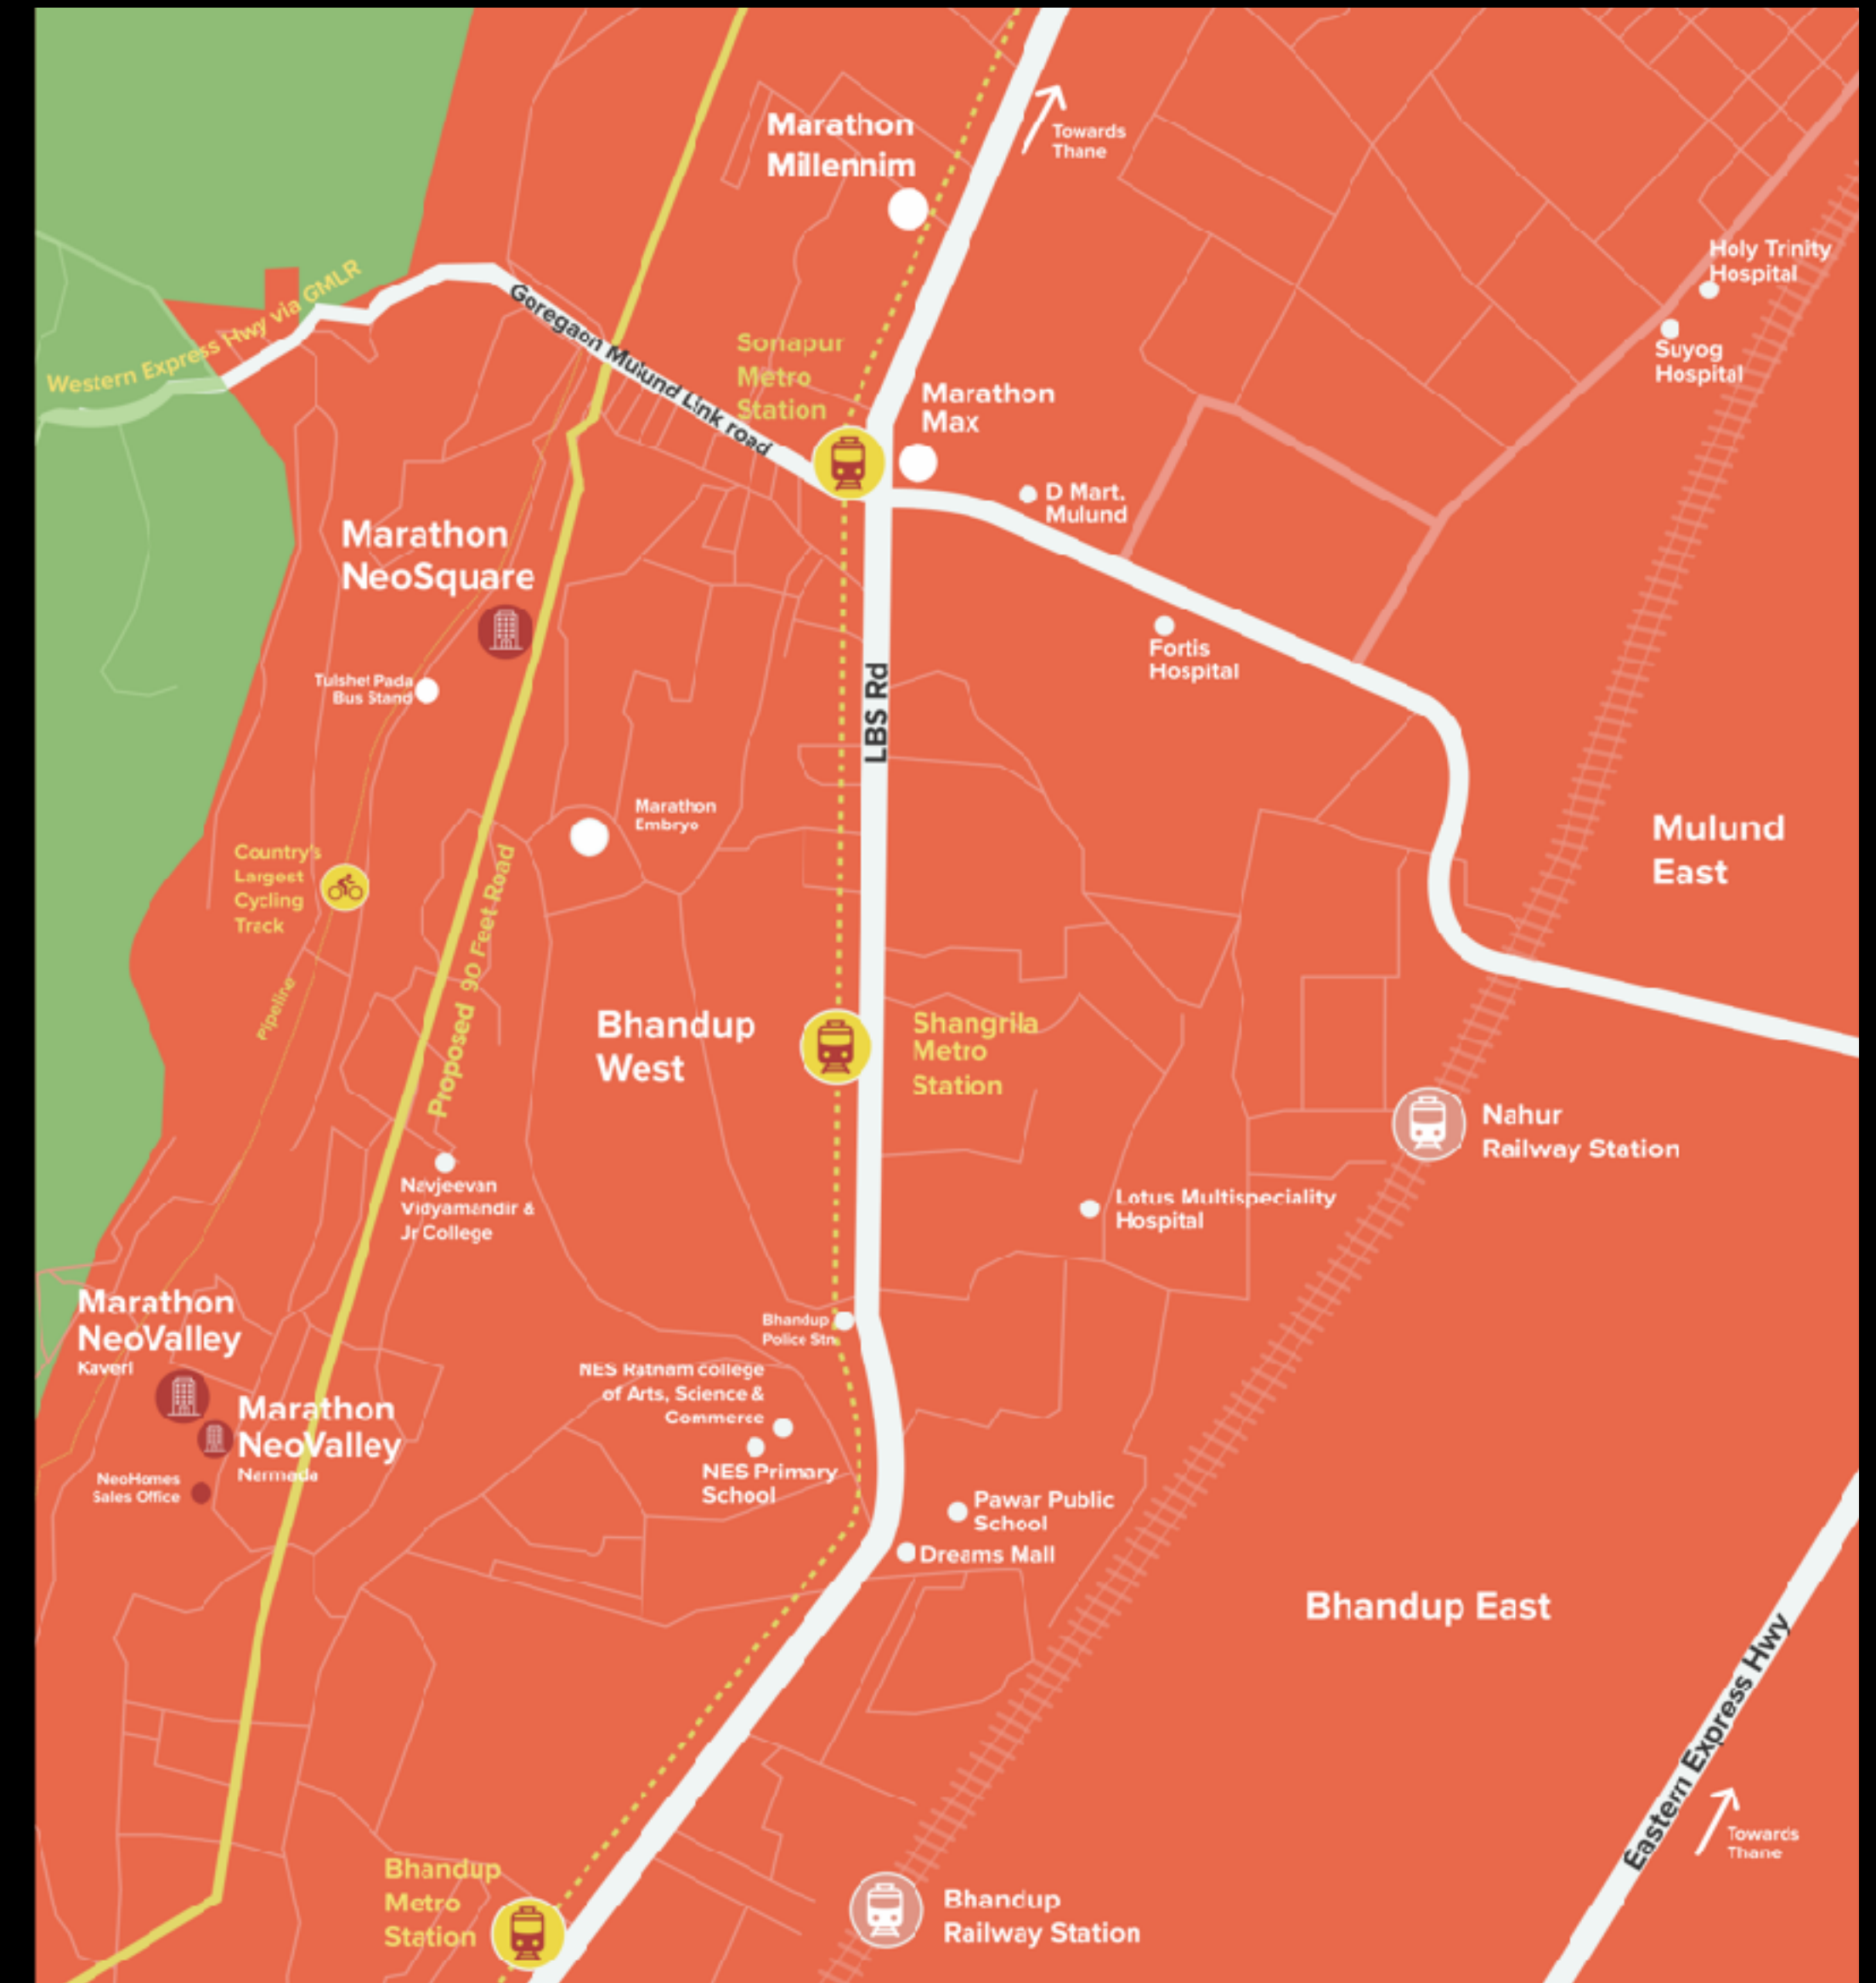 Marathon
Millennim
Towards
Thane
Holy Trinity
Hospital
Western Express Hwy via GMLR
Goregaon Mulund Link road
Sonapur
Metro
Station
Suyog
Hospital
Marathon
Max
D Mart.
Mulund
Marathon
NeoSquare
Fortis
Hospital
Tulshet Pada
Bus Stand
LBS Rd
Marathon
Embryo
Mulund
East
Country's
Largest
Cycling
Track
Pipeline
Proposed 90 Feet Road
Bhandup
West
Shangrila
Metro
Station
Nahur
Railway Station
Navjeevan
Vidyamandir &
Jr College
Lotus Multispeciality
Hospital
Marathon
NeoValley
Kaveri
Bhandup
Police Stn.
NES Ratnam college
of Arts, Science &
Commerce
Marathon
NeoValley
Narmada
NeoHomes
Sales Office
NES Primary
School
Pawar Public
School
Dreams Mall
Bhandup East
Eastern Express Hwy
Towards
Thane
Bhandup
Metro
Station
Bhandup
Railway Station